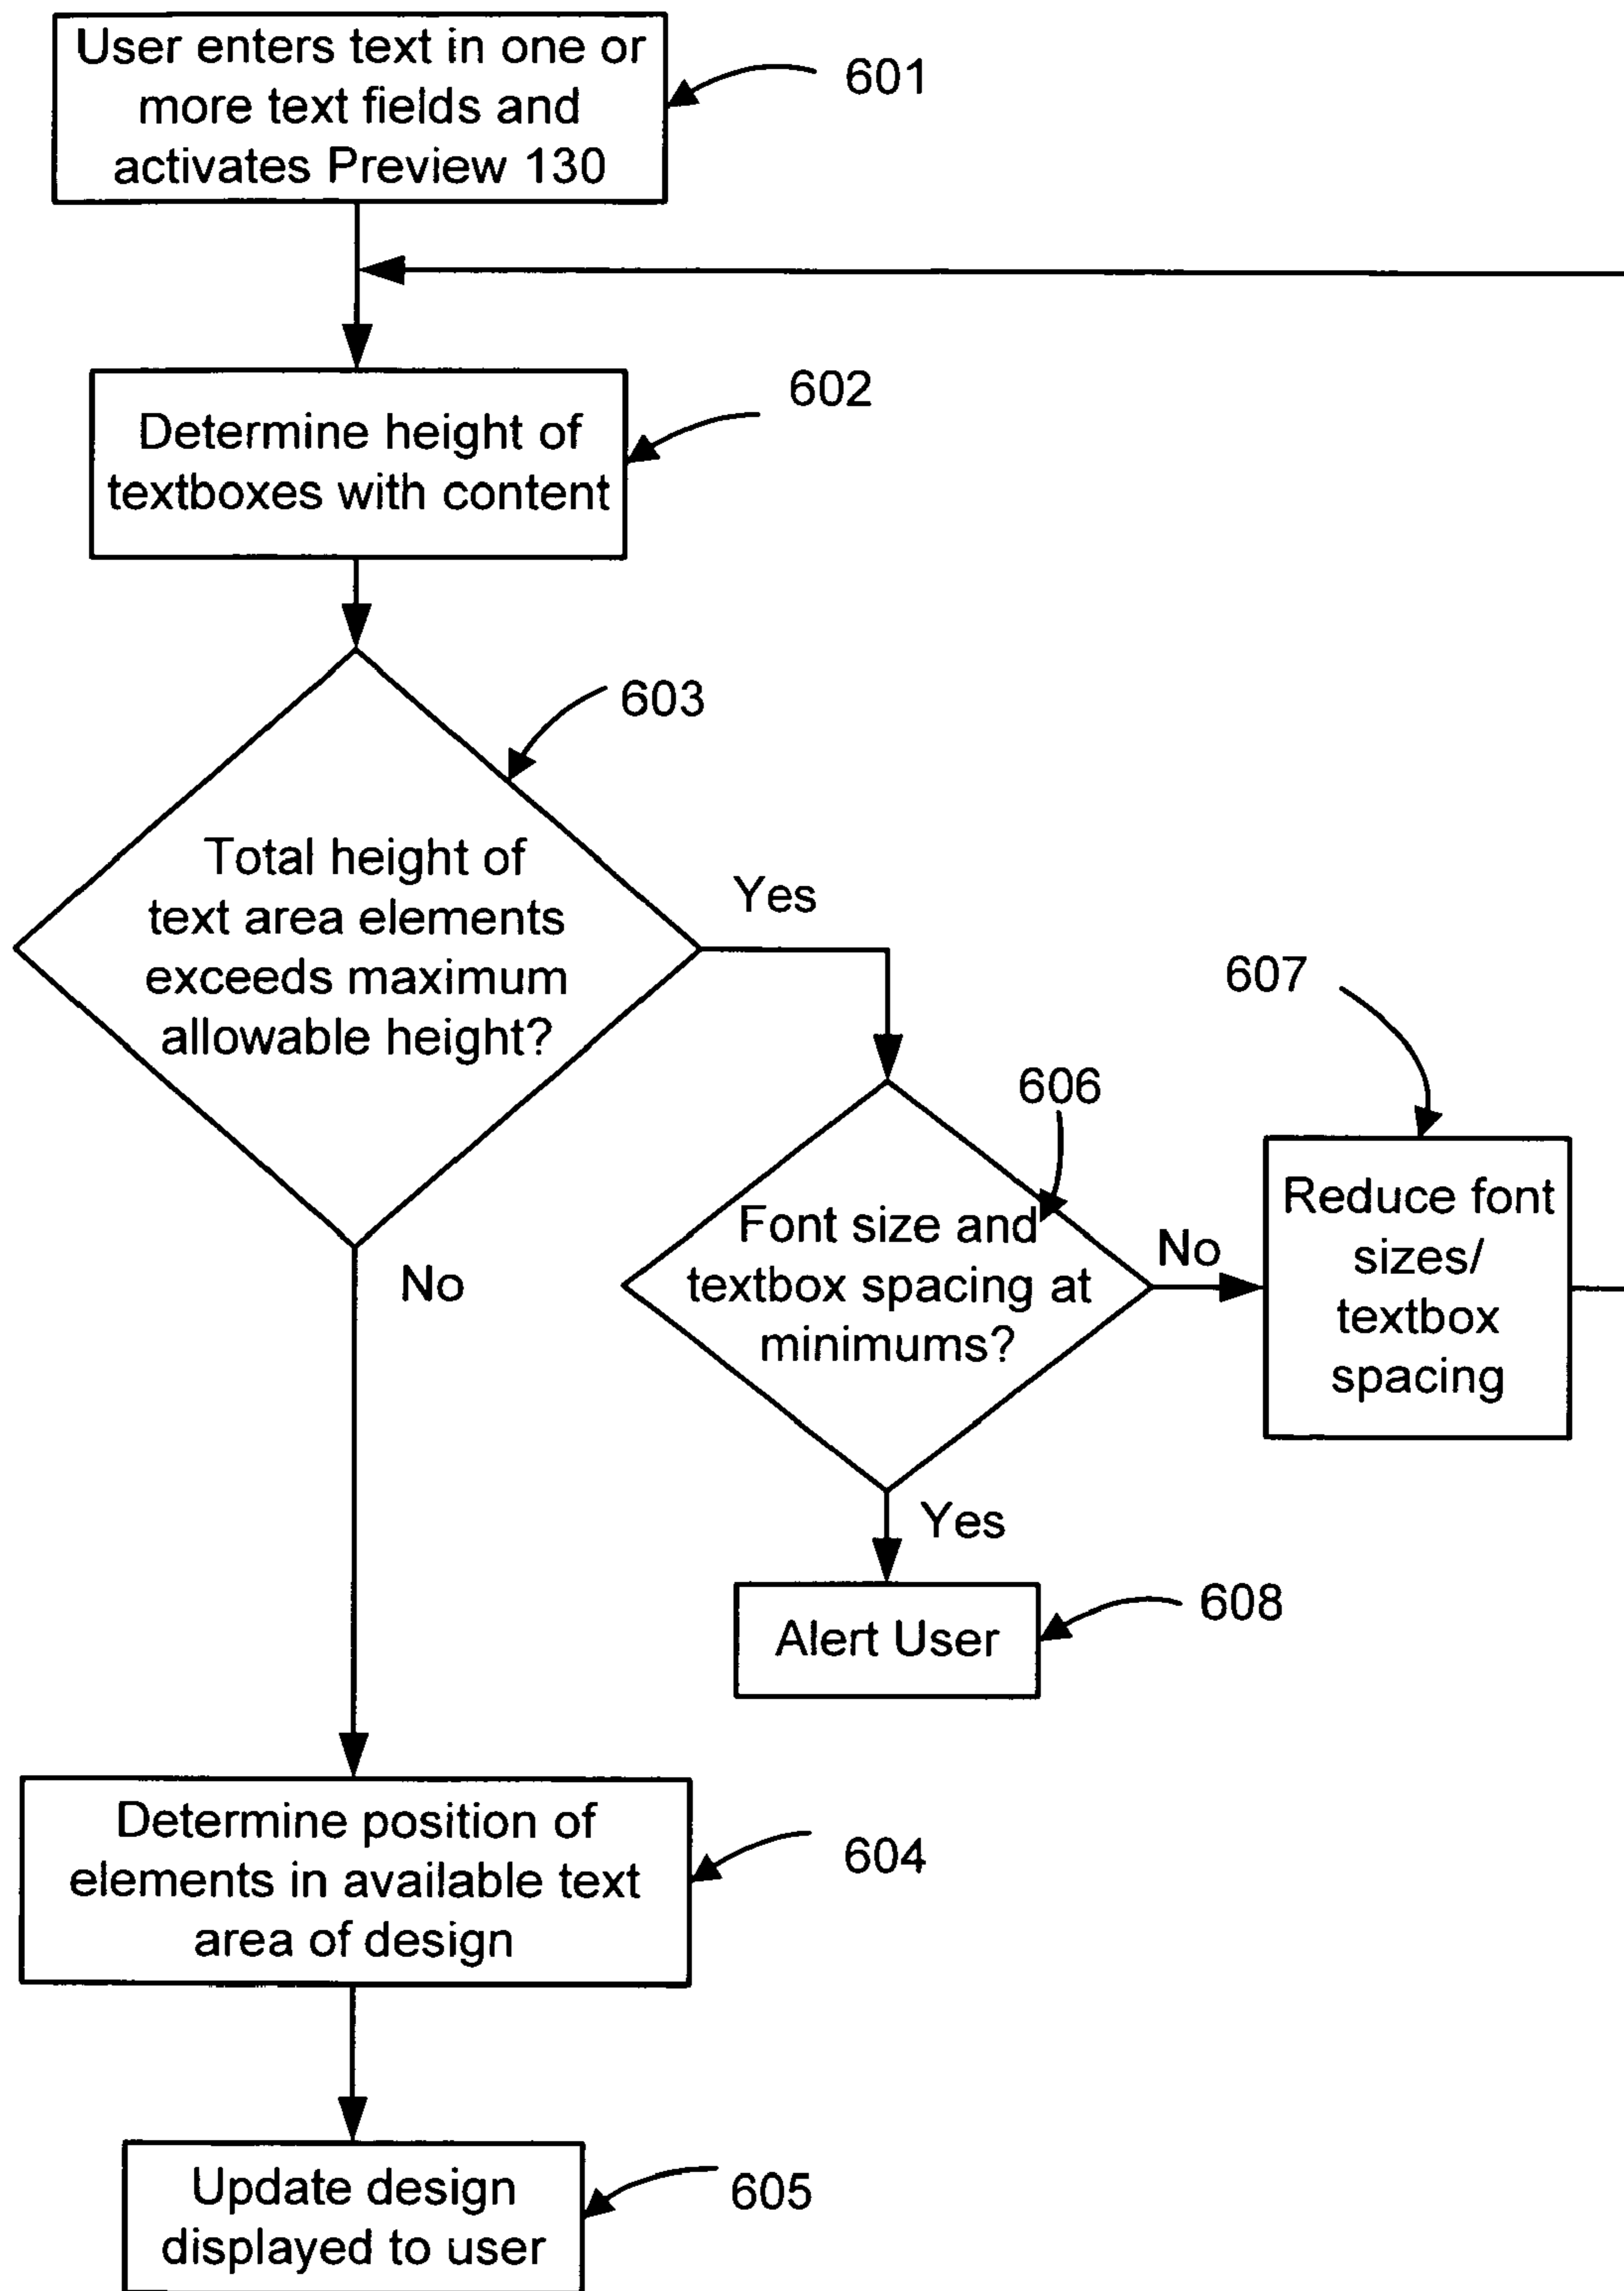 User enters text in one or
more text fields and
activates Preview 130
601
Determine height of
textboxes with content
602
603
Total height of
text area elements
exceeds maximum
allowable height?
Yes
No
606
Font size and
textbox spacing at
minimums?
No
607
Reduce font
sizes/
textbox
spacing
Yes
Alert User
608
Determine position of
elements in available text
area of design
604
Update design
displayed to user
605